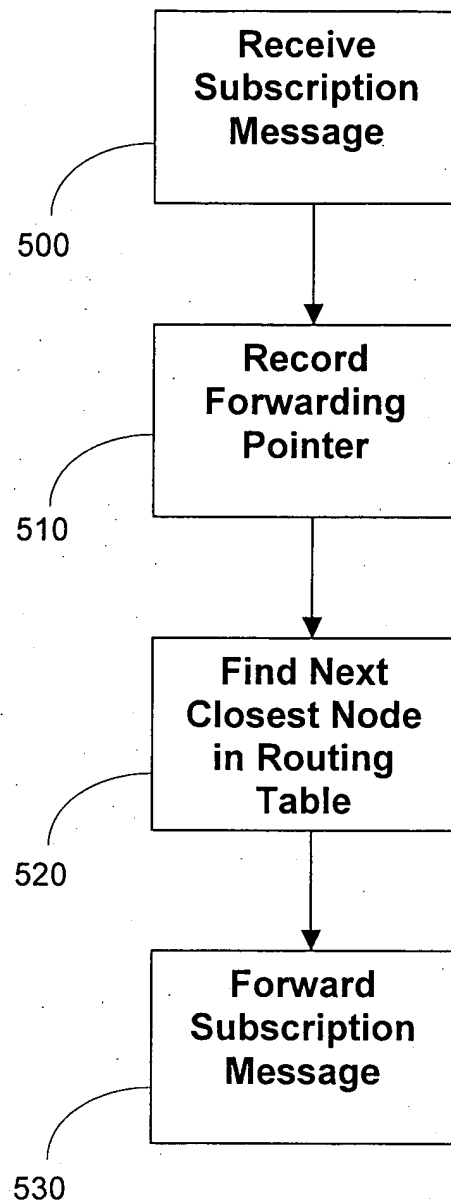 Receive
Subscription
Message
500
Record
Forwarding
Pointer
510
Find Next
Closest Node
in Routing
Table
520
Forward
Subscription
Message
530